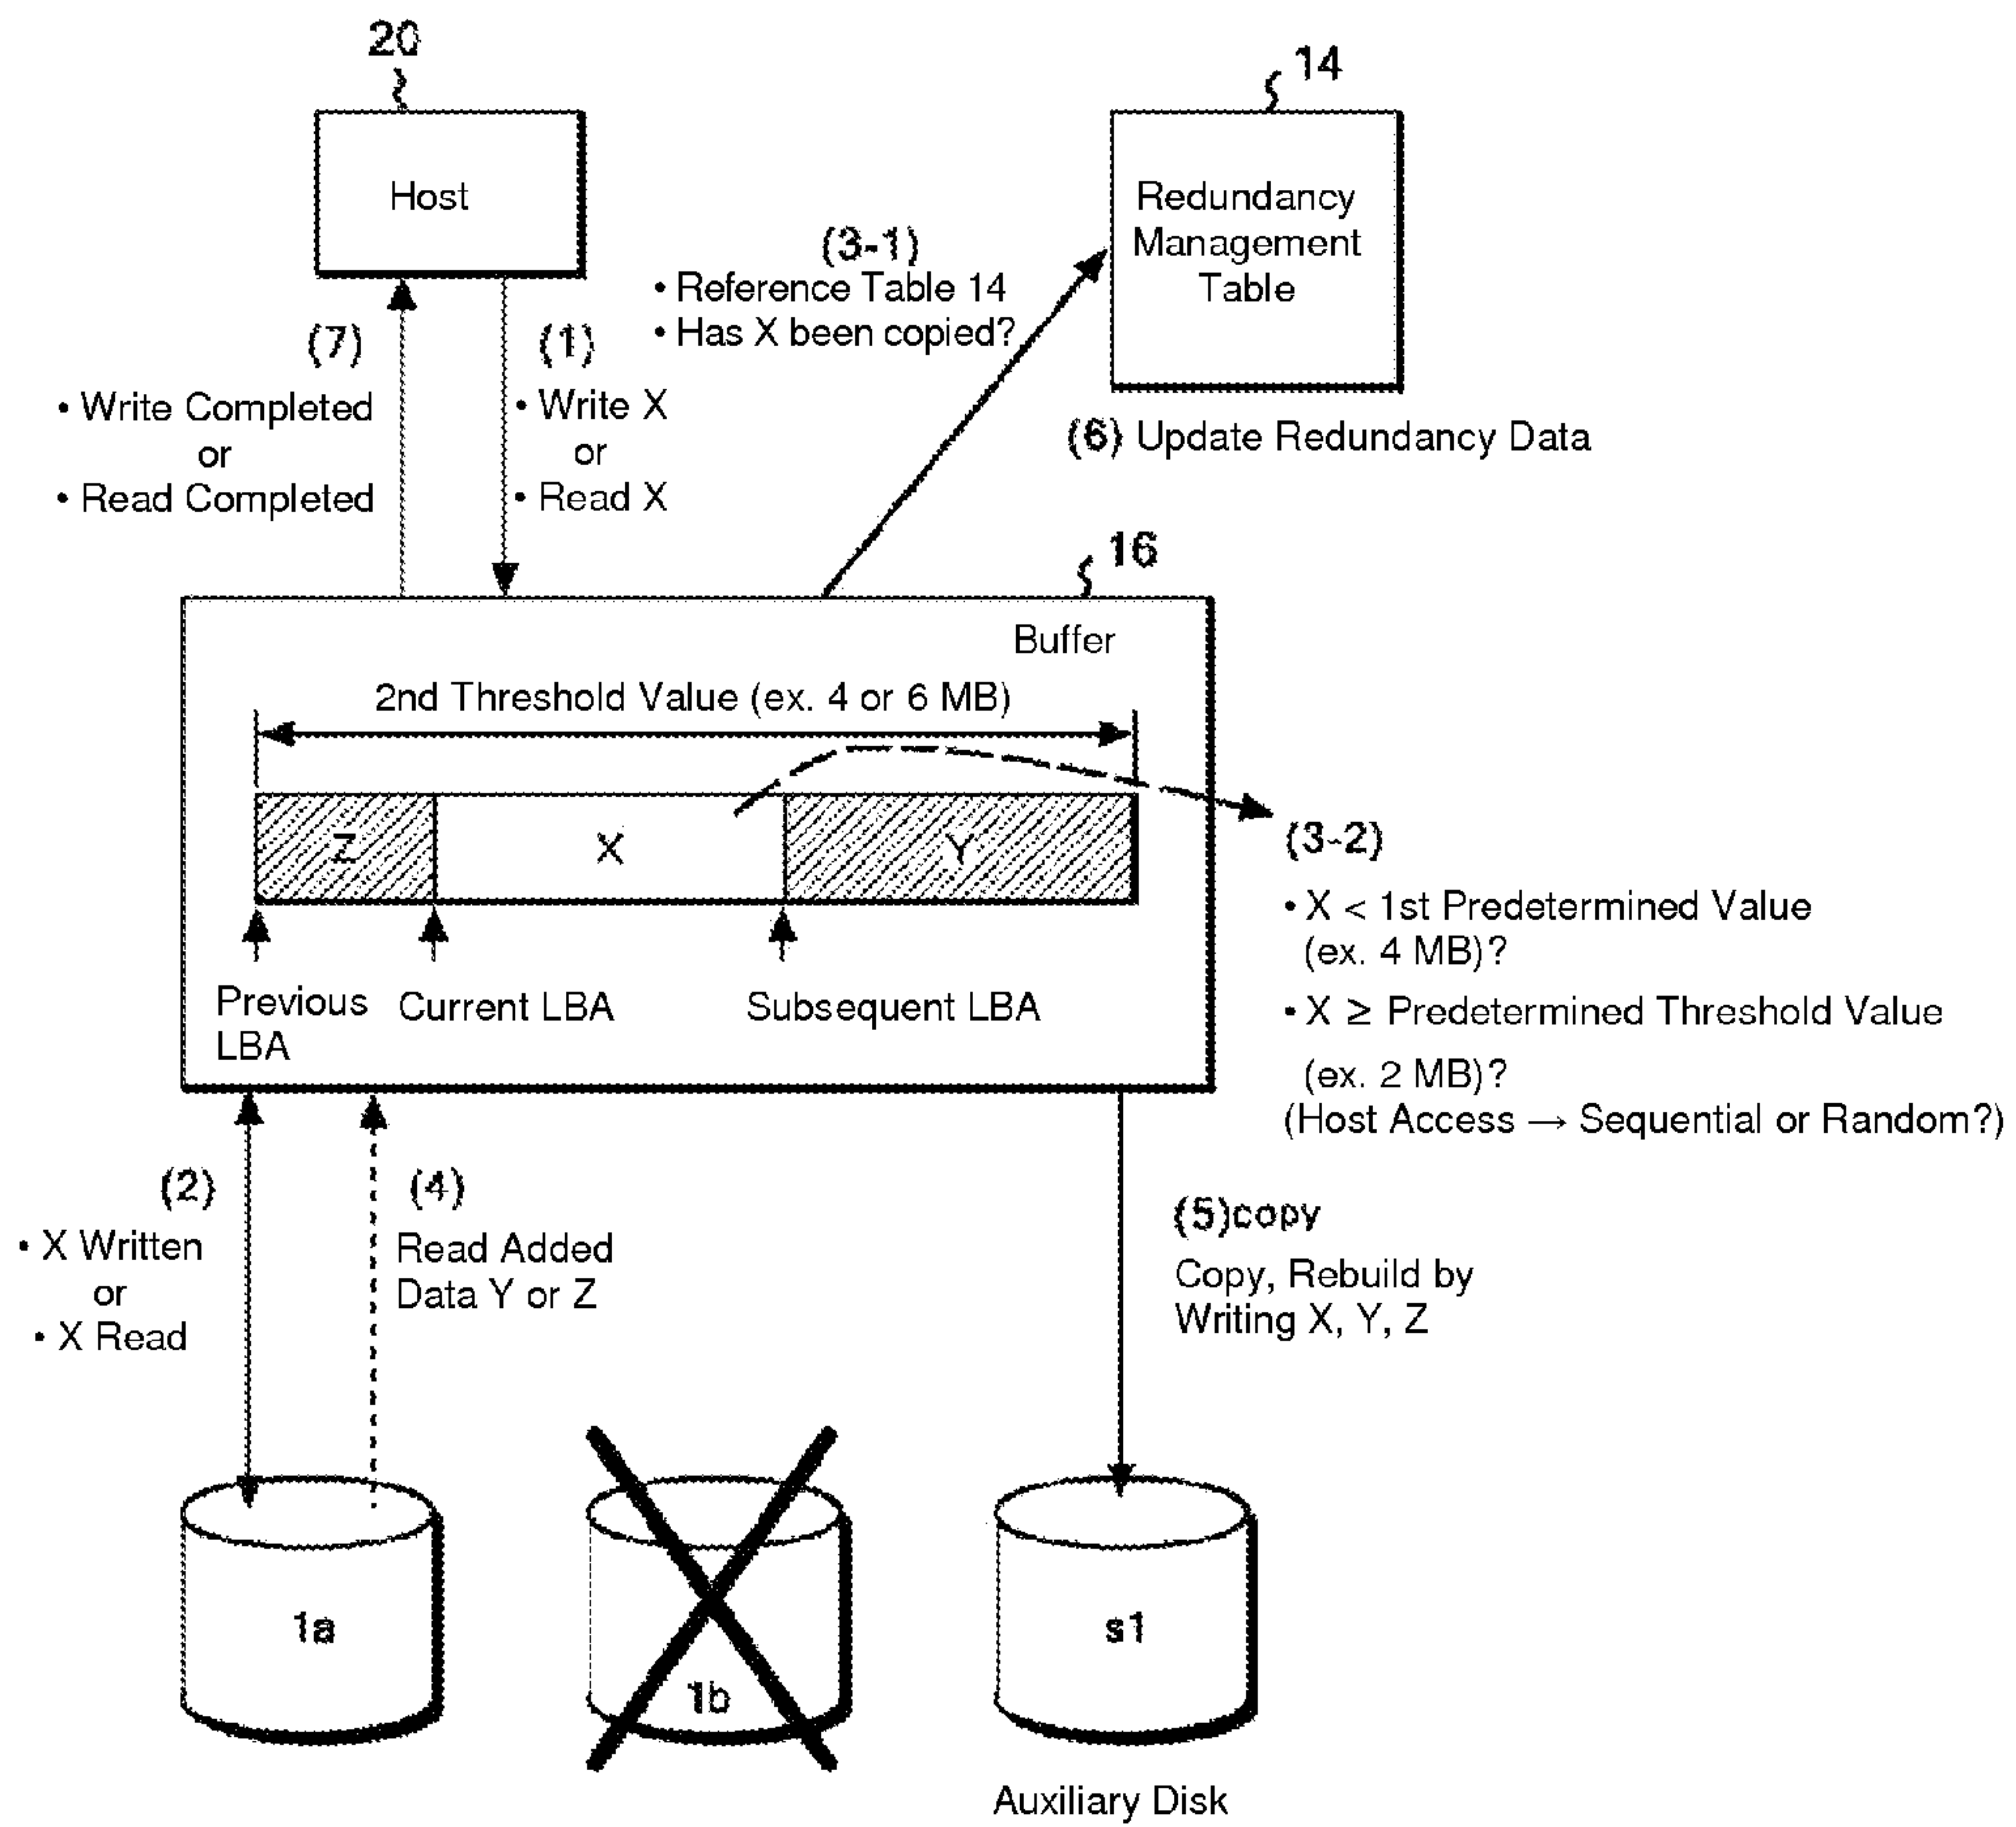 20
14
Host
Redundancy
Management
Table
(3-1)
• Reference Table 14
• Has X been copied?
(7)
• Write Completed
or
• Read Completed
(1)
• Write X
or
• Read X
(6) Update Redundancy Data
16
Buffer
2nd Threshold Value (ex. 4 or 6 MB)
Z
X
Y
Previous
LBA
Current LBA
Subsequent LBA
(3-2)
• X < 1st Predetermined Value
(ex. 4 MB)?
• X ≥ Predetermined Threshold Value
(ex. 2 MB)?
(Host Access → Sequential or Random?)
(2)
• X Written
or
• X Read
(4)
Read Added
Data Y or Z
(5)copy
Copy, Rebuild by
Writing X, Y, Z
1a
1b
s1
Auxiliary Disk